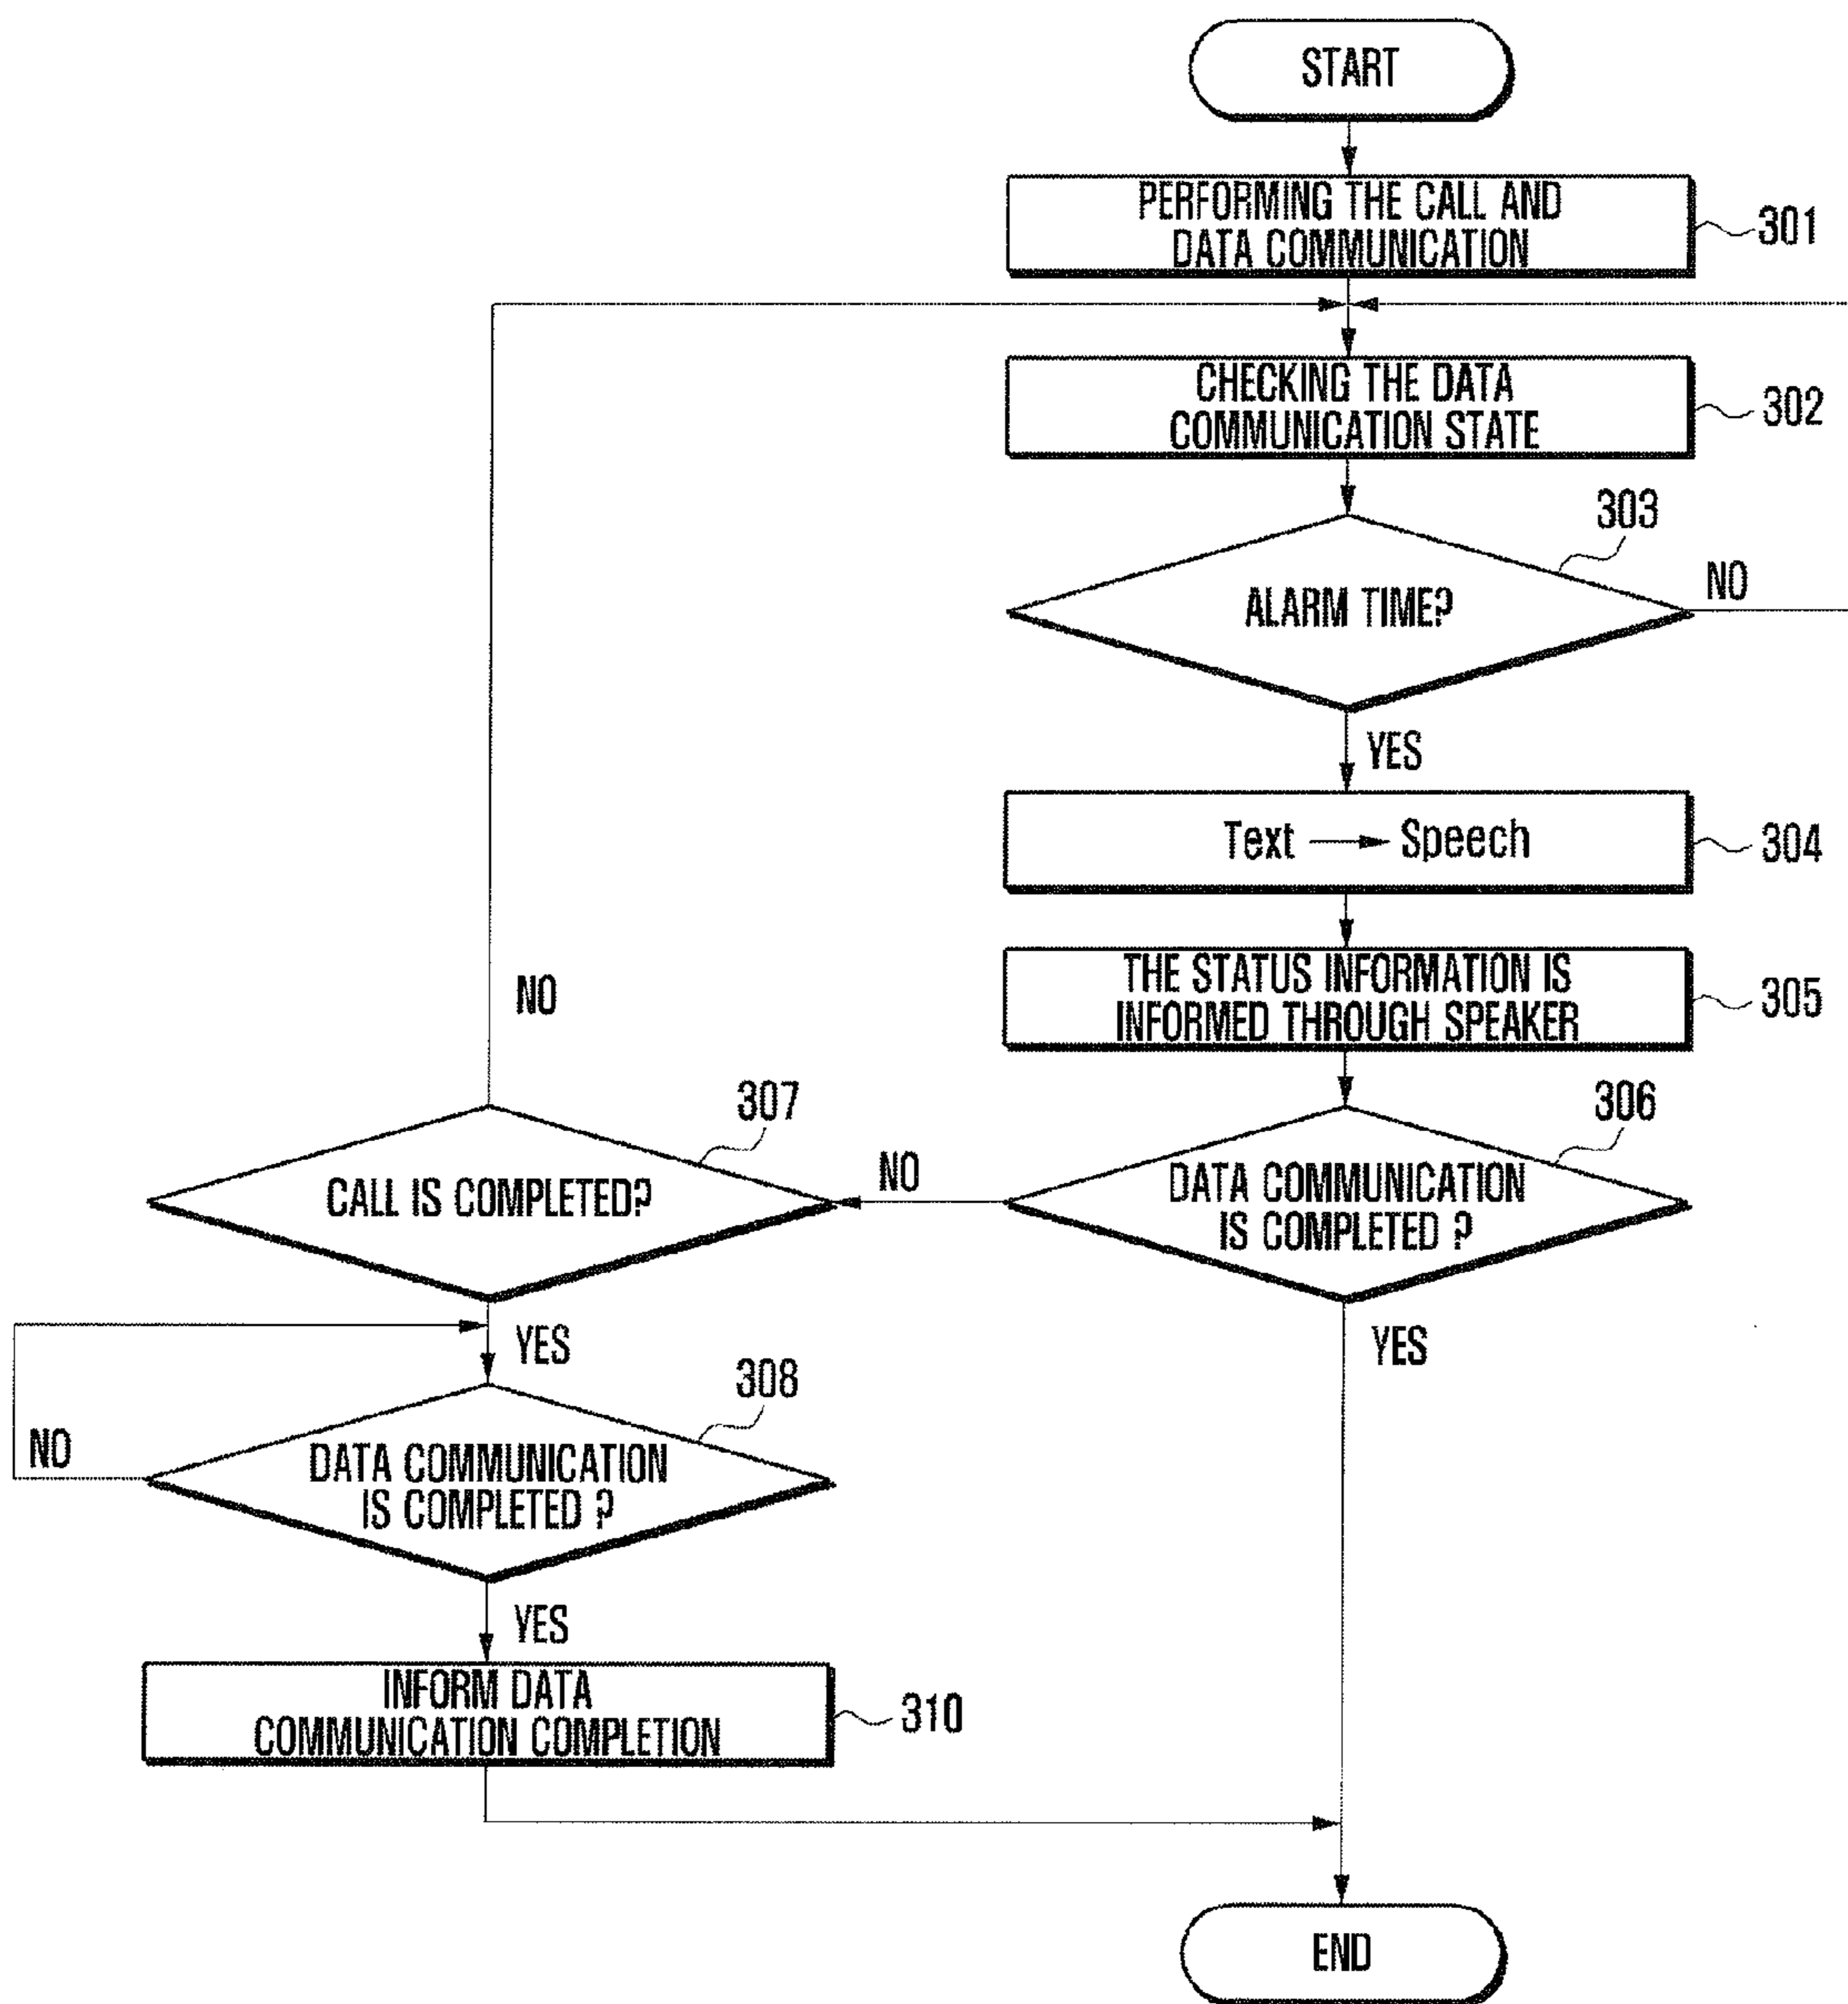 START
PERFORMING THE CALL AND
DATA COMMUNICATION
301
CHECKING THE DATA
COMMUNICATION STATE
302
303
ALARM TIME?
NO
YES
Text → Speech
304
THE STATUS INFORMATION IS
INFORMED THROUGH SPEAKER
305
306
DATA COMMUNICATION
IS COMPLETED ?
NO
YES
307
CALL IS COMPLETED?
NO
YES
308
DATA COMMUNICATION
IS COMPLETED ?
NO
YES
INFORM DATA
COMMUNICATION COMPLETION
310
END